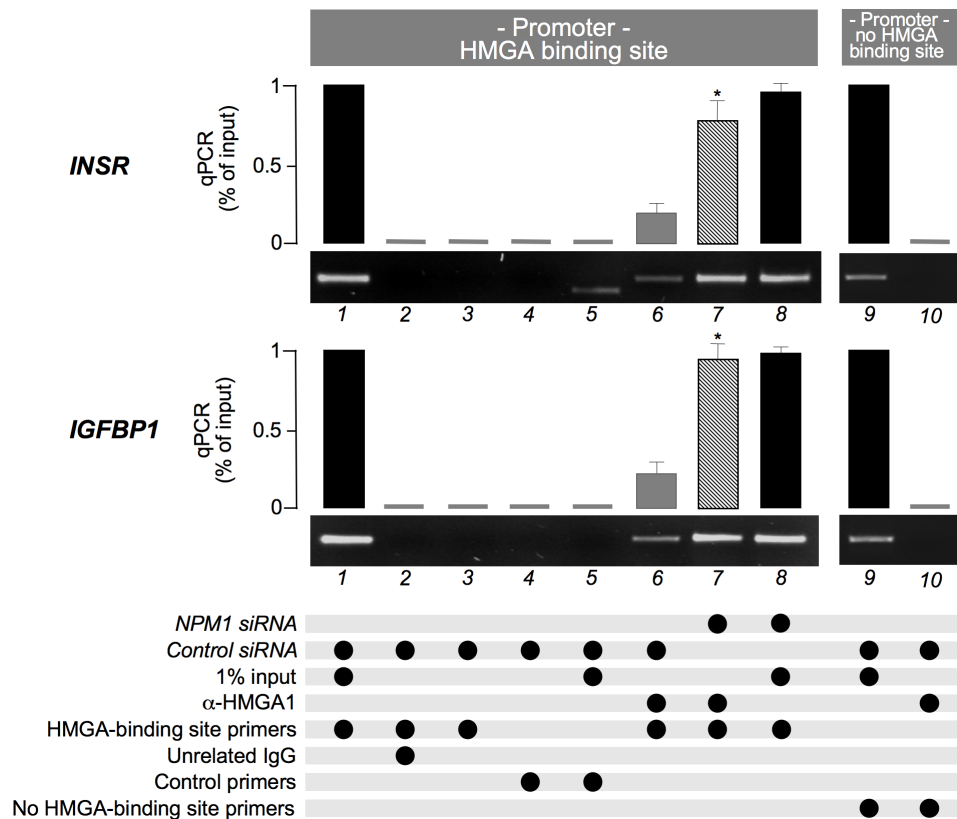 - Promoter -
HMGA binding site
- Promoter -
no HMGA
binding site
INSR
qPCR
(% of input)
1
0.5
0
*
1 2 3 4 5 6 7 8 9 10
IGFBP1
qPCR
(% of input)
1
0.5
0
*
1 2 3 4 5 6 7 8 9 10
NPM1 siRNA
Control siRNA
1% input
α-HMGA1
HMGA-binding site primers
Unrelated IgG
Control primers
No HMGA-binding site primers